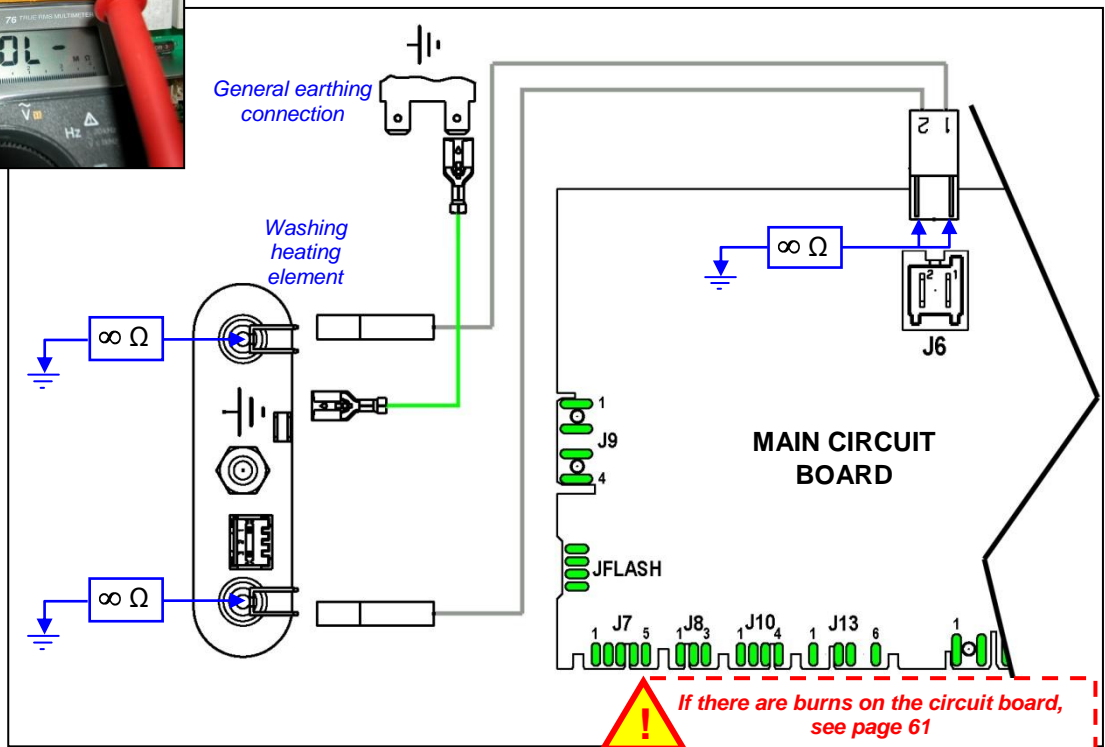 76 TRUE RMS MULTIMETER
OL
MΩ
V
Hz
General earthing
connection
2 1
Washing
heating
element
∞ Ω
2 1
J6
∞ Ω
1
J9
4
MAIN CIRCUIT
BOARD
JFLASH
∞ Ω
J7 J8 J10 J13
1 5 1 3 1 4 1 6 1
!
If there are burns on the circuit board,
see page 61